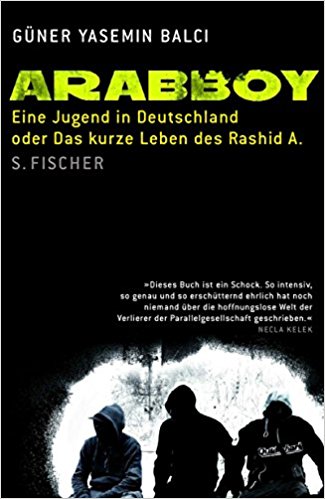 GÜNER YASEMIN BALCI
ARABBOY
Eine Jugend in Deutschland
oder Das kurze Leben des Rashid A.
S. FISCHER
»Dieses Buch ist ein Schock. So intensiv,
so genau und so erschütternd ehrlich hat noch
niemand über die hoffnungslose Welt der
Verlierer der Parallelgesellschaft geschrieben.«
NECLA KELEK